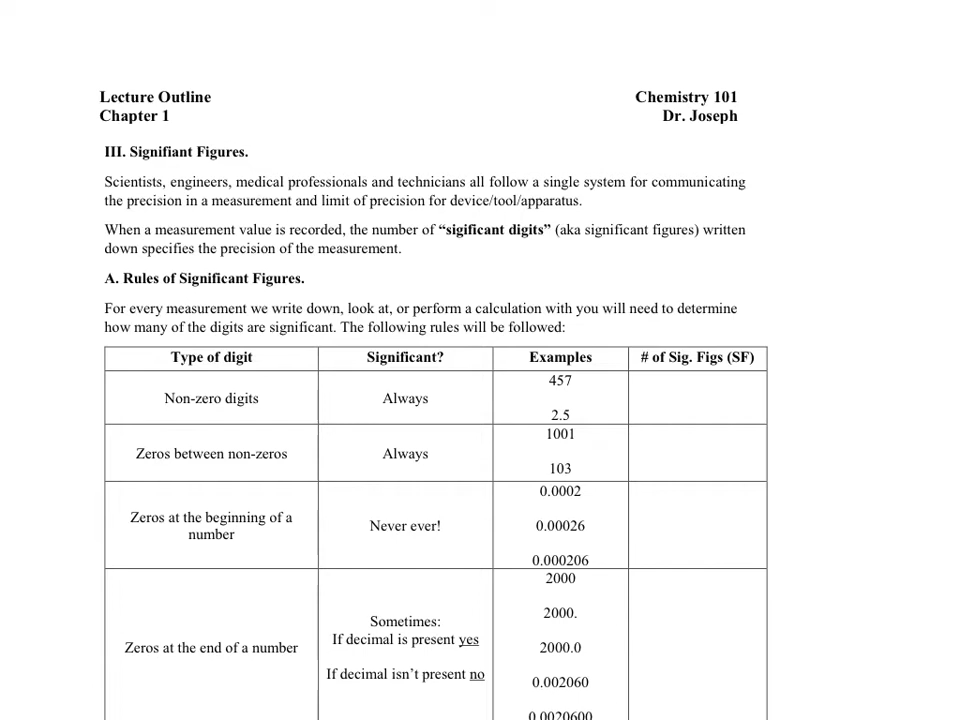 Lecture Outline Chemistry 101
Chapter 1 Dr. Joseph
III. Signifiant Figures.
Scientists, engineers, medical professionals and technicians all follow a single system for communicating
the precision in a measurement and limit of precision for device/tool/apparatus.
When a measurement value is recorded, the number of “sigificant digits” (aka significant figures) written
down specifies the precision of the measurement.
A. Rules of Significant Figures.
For every measurement we write down, look at, or perform a calculation with you will need to determine
how many of the digits are significant. The following rules will be followed:
Type of digit Significant? Examples # of Sig. Figs (SF)
457
Non-zero digits Always
2.5
1001
Zeros between non-zeros Always
103
0.0002
Zeros at the beginning of a
number
Never ever!
0.00026
0.000206
2000
2000.
Zeros at the end of a number
Sometimes:
If decimal is present yes
If decimal isn’t present no
2000.0
0.002060
0.0020600